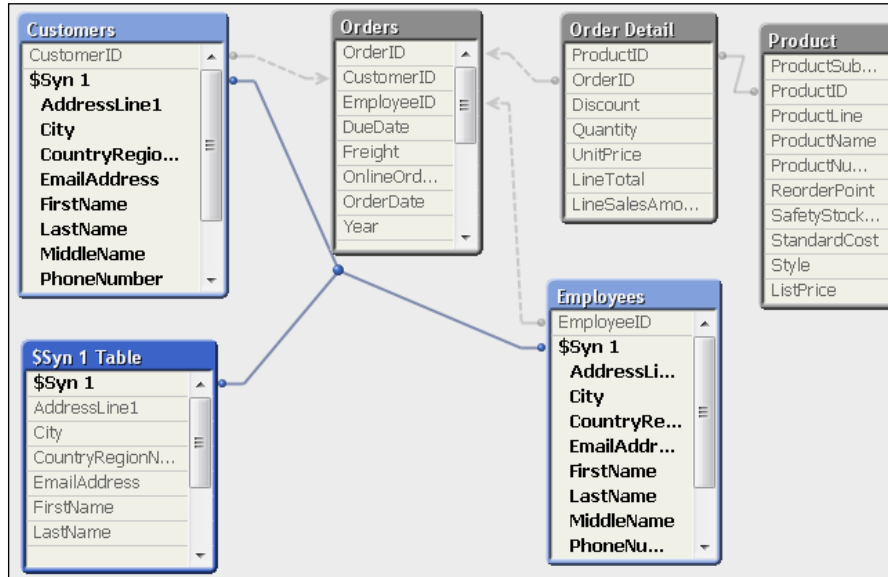 Customers
CustomerID
$Syn 1
AddressLine1
City
CountryRegio...
EmailAddress
FirstName
LastName
MiddleName
PhoneNumber
Orders
OrderID
CustomerID
EmployeeID
DueDate
Freight
OnlineOrd...
OrderDate
Year
Order Detail
ProductID
OrderID
Discount
Quantity
UnitPrice
LineTotal
LineSalesAmo...
Product
ProductSub...
ProductID
ProductLine
ProductName
ProductNu...
ReorderPoint
SafetyStock...
StandardCost
Style
ListPrice
$Syn 1 Table
$Syn 1
AddressLine1
City
CountryRegionN...
EmailAddress
FirstName
LastName
Employees
EmployeeID
$Syn 1
AddressLi...
City
CountryRe...
EmailAddr...
FirstName
LastName
MiddleName
PhoneNu...